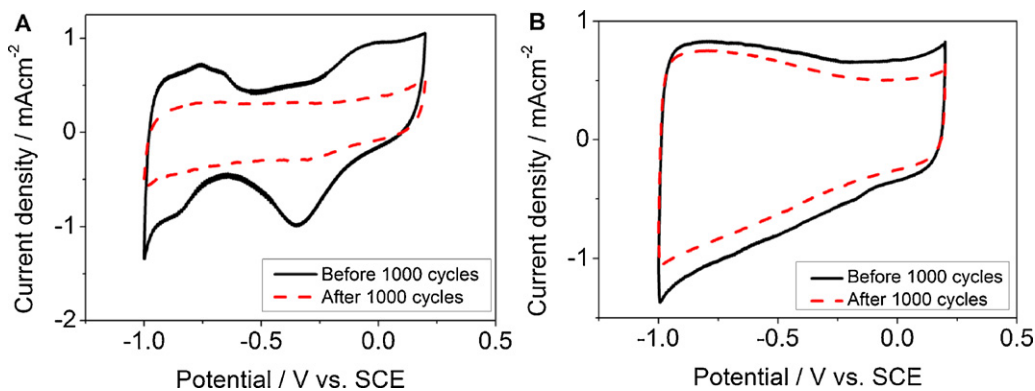 A
Current density / mAcm-2
1
0
-1
-2
-1.0
-0.5
0.0
0.5
Before 1000 cycles
After 1000 cycles
Potential / V vs. SCE
B
Current density / mAcm-2
1
0
-1
-1.0
-0.5
0.0
0.5
Before 1000 cycles
After 1000 cycles
Potential / V vs. SCE